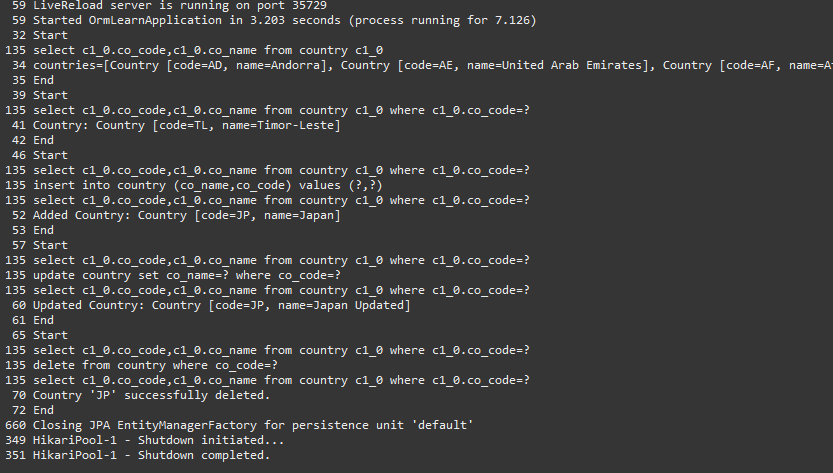 59 LiveReload server is running on port 35729
59 Started OrmLearnApplication in 3.203 seconds (process running for 7.126)
32 Start
135 select c1_0.co_code,c1_0.co_name from country c1_0
34 countries=[Country [code=AD, name=Andorra], Country [code=AE, name=United Arab Emirates], Country [code=AF, name=A
35 End
39 Start
135 select c1_0.co_code,c1_0.co_name from country c1_0 where c1_0.co_code=?
41 Country: Country [code=TL, name=Timor-Leste]
42 End
46 Start
135 select c1_0.co_code,c1_0.co_name from country c1_0 where c1_0.co_code=?
135 insert into country (co_name,co_code) values (?,?)
135 select c1_0.co_code,c1_0.co_name from country c1_0 where c1_0.co_code=?
52 Added Country: Country [code=JP, name=Japan]
53 End
57 Start
135 select c1_0.co_code,c1_0.co_name from country c1_0 where c1_0.co_code=?
135 update country set co_name=? where co_code=?
135 select c1_0.co_code,c1_0.co_name from country c1_0 where c1_0.co_code=?
60 Updated Country: Country [code=JP, name=Japan Updated]
61 End
65 Start
135 select c1_0.co_code,c1_0.co_name from country c1_0 where c1_0.co_code=?
135 delete from country where co_code=?
135 select c1_0.co_code,c1_0.co_name from country c1_0 where c1_0.co_code=?
70 Country 'JP' successfully deleted.
72 End
660 Closing JPA EntityManagerFactory for persistence unit 'default'
349 HikariPool-1 - Shutdown initiated...
351 HikariPool-1 - Shutdown completed.